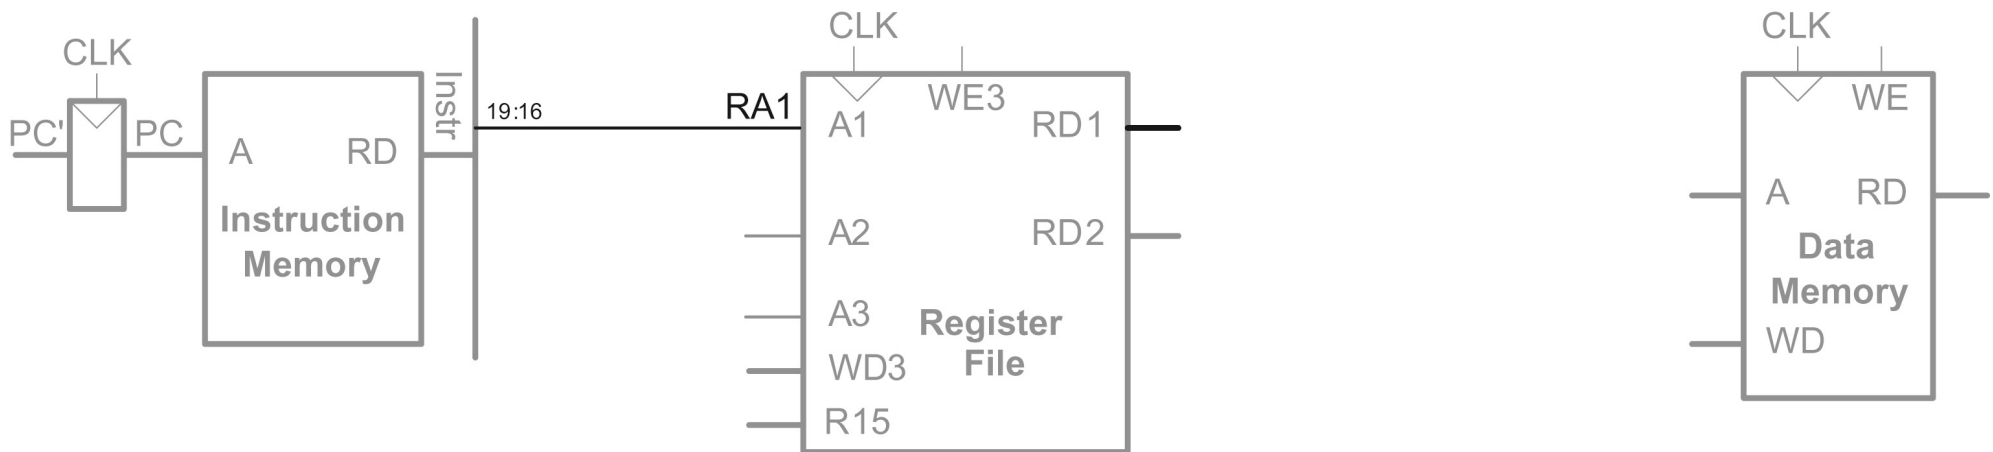 CLK
PC'
PC
A
RD
Instruction
Memory
Instr
19:16
RA1
CLK
WE3
A1
RD1
A2
RD2
A3
WD3
R15
Register
File
CLK
WE
A
RD
Data
Memory
WD